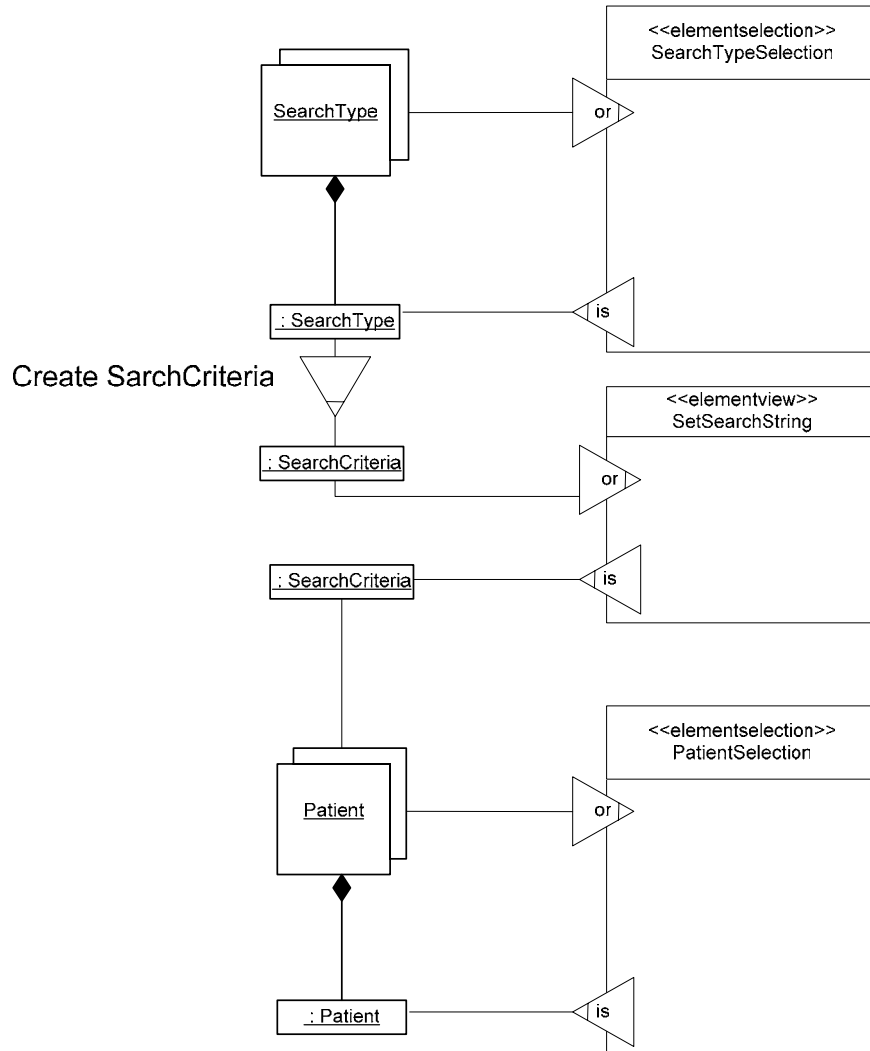 <<elementselection>>
SearchTypeSelection
SearchType
or
: SearchType
is
Create SarchCriteria
<<elementview>>
SetSearchString
: SearchCriteria
or
: SearchCriteria
is
<<elementselection>>
PatientSelection
Patient
or
: Patient
is